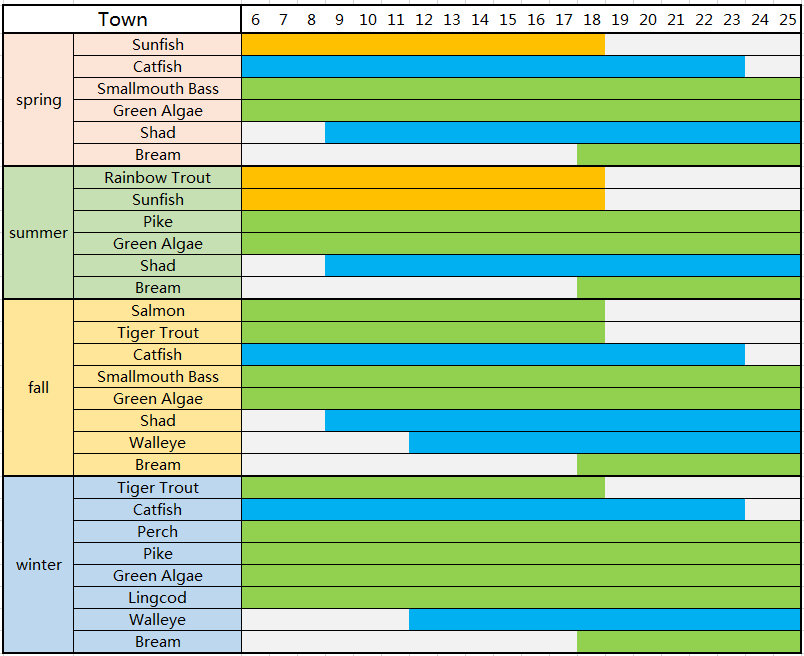 Town 6 7 8 9 10 11 12 13 14 15 16 17 18 19 20 21 22 23 24 25
spring
Sunfish
Catfish
Smallmouth Bass
Green Algae
Shad
Bream
summer
Rainbow Trout
Sunfish
Pike
Green Algae
Shad
Bream
fall
Salmon
Tiger Trout
Catfish
Smallmouth Bass
Green Algae
Shad
Walleye
Bream
winter
Tiger Trout
Catfish
Perch
Pike
Green Algae
Lingcod
Walleye
Bream